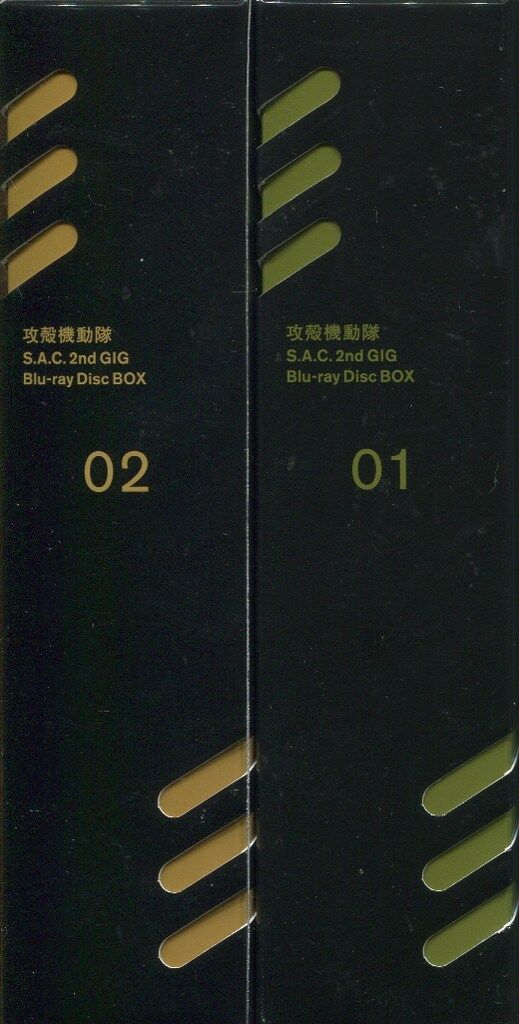 攻殻機動隊
S.A.C. 2nd GIG
Blu-ray Disc BOX
02
攻殻機動隊
S.A.C. 2nd GIG
Blu-ray Disc BOX
01